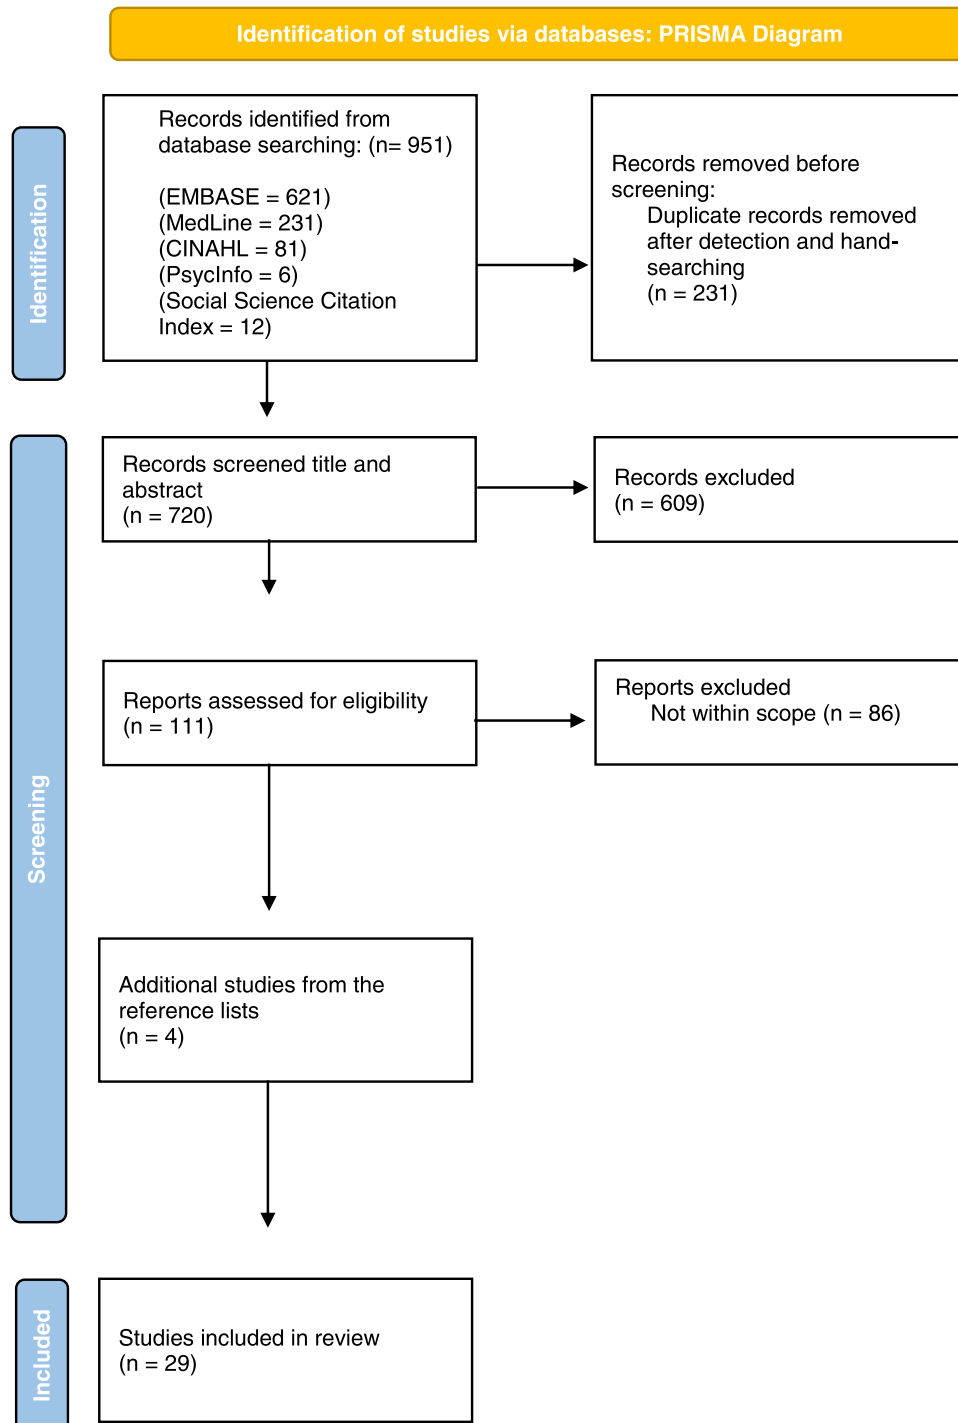 Identification of studies via databases: PRISMA Diagram
Identification
Records identified from
database searching: (n= 951)
(EMBASE = 621)
(MedLine = 231)
(CINAHL = 81)
(PsycInfo = 6)
(Social Science Citation
Index = 12)
Records removed before
screening:
Duplicate records removed
after detection and hand-
searching
(n = 231)
Screening
Records screened title and
abstract
(n = 720)
Records excluded
(n = 609)
Reports assessed for eligibility
(n = 111)
Reports excluded
Not within scope (n = 86)
Additional studies from the
reference lists
(n = 4)
Included
Studies included in review
(n = 29)